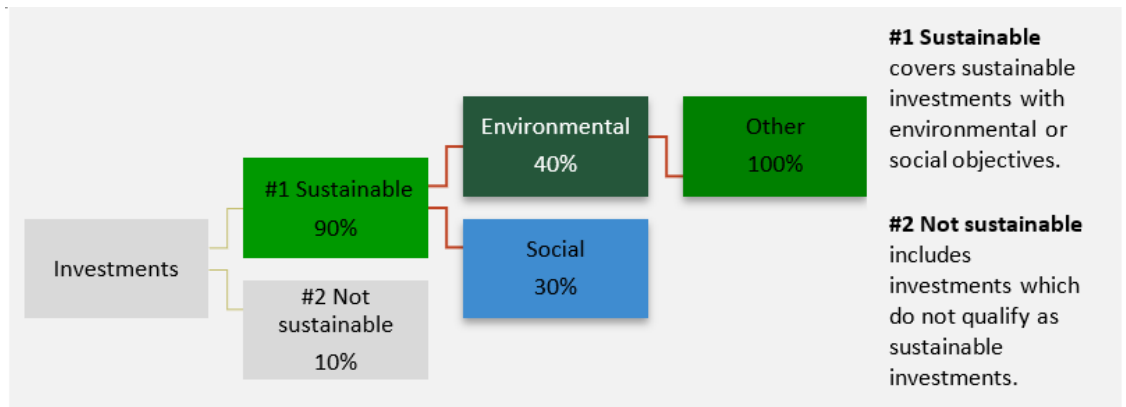 Investments
#1 Sustainable
90%
#2 Not
sustainable
10%
Environmental
40%
Social
30%
Other
100%
#1 Sustainable
covers sustainable
investments with
environmental or
social objectives.
#2 Not sustainable
includes
investments which
do not qualify as
sustainable
investments.